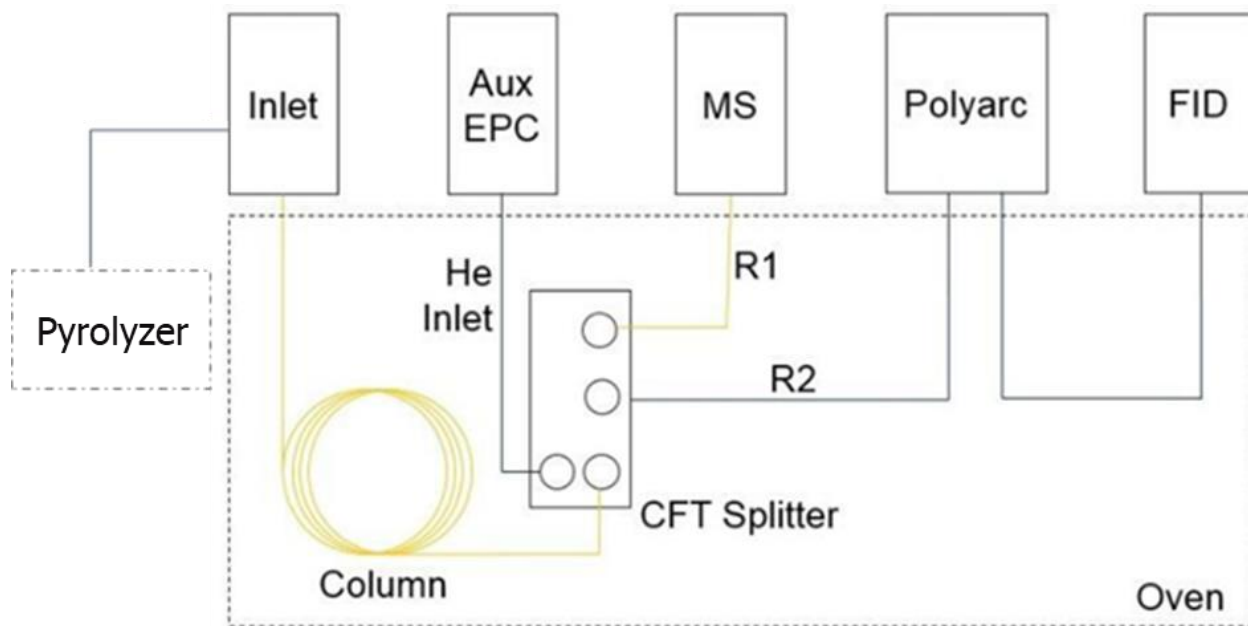 Inlet
Aux
EPC
MS
Polyarc
FID
He
Inlet
R1
Pyrolyzer
R2
CFT Splitter
Column
Oven